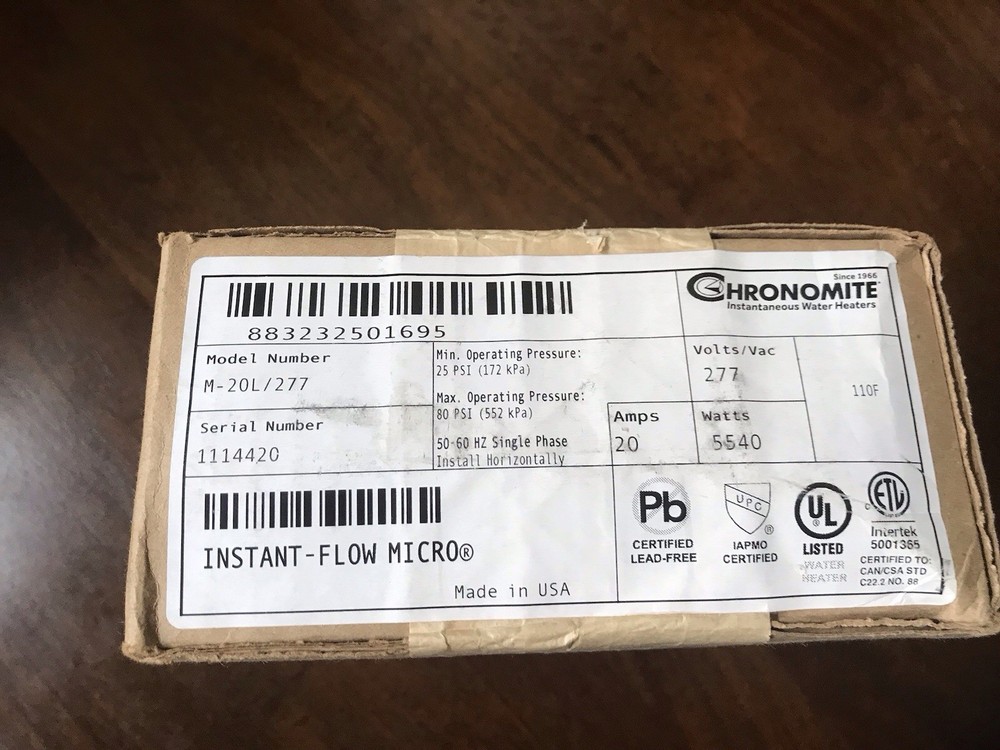 883232501695
Since 1966
CHRONOMITE
Instantaneous Water Heaters
Model Number
M-20L/277
Serial Number
1114420
Min. Operating Pressure:
25 PSI (172 kPa)
Max. Operating Pressure:
80 PSI (552 kPa)
50-60 HZ Single Phase
Install Horizontally
Volts/Vac
277
Amps
20
Watts
5540
110F
INSTANT-FLOW MICRO®
Made in USA
Pb
CERTIFIED
LEAD-FREE
UPC
®
IAPMO
CERTIFIED
UL
®
LISTED
WATER
HEATER
ETL
Intertek
5001365
CERTIFIED TO:
CAN/CSA STD
C22.2 NO. 88